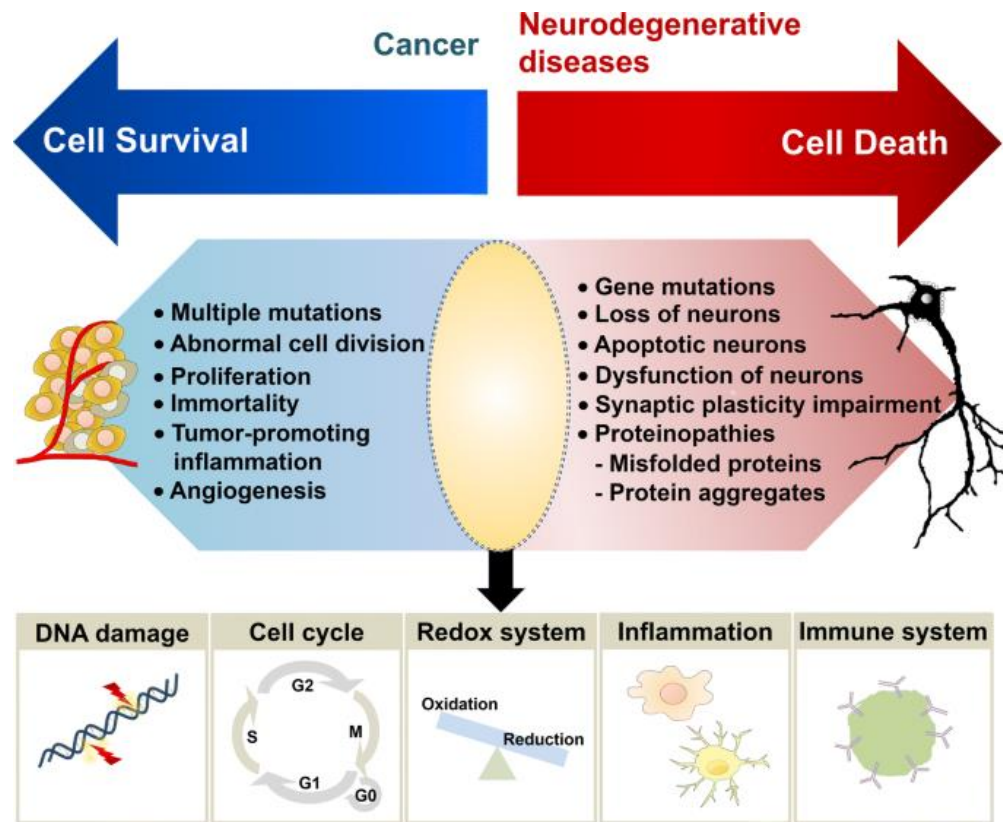 Cancer
Neurodegenerative
diseases
Cell Survival
Cell Death
• Multiple mutations
• Abnormal cell division
• Proliferation
• Immortality
• Tumor-promoting
inflammation
• Angiogenesis
• Gene mutations
• Loss of neurons
• Apoptotic neurons
• Dysfunction of neurons
• Synaptic plasticity impairment
• Proteinopathies
- Misfolded proteins
- Protein aggregates
DNA damage
Cell cycle
G2
S
M
G1
G0
Redox system
Oxidation
Reduction
Inflammation
Immune system